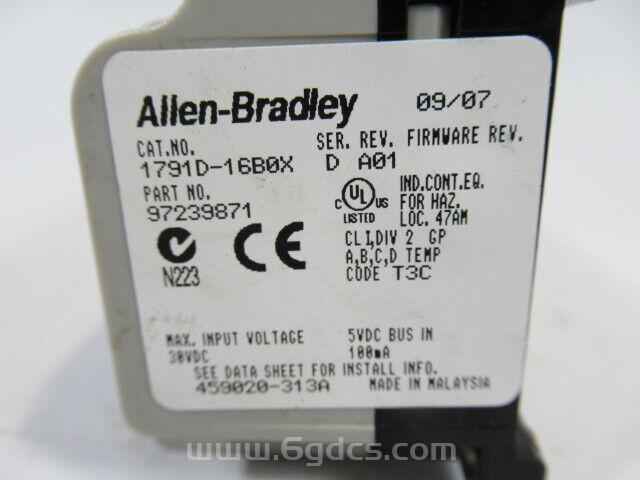 Allen-Bradley 09/07
CAT.NO. SER. REV. FIRMWARE REV.
1791D-16B0X D A01
PART NO.
97239871
C UL US LISTED
IND.CONT.EQ.
FOR HAZ.
LOC. 47AM
CL I,DIV 2 GP
A,B,C,D TEMP
CODE T3C
N223
CE
MAX. INPUT VOLTAGE 5VDC BUS IN
30VDC 100mA
SEE DATA SHEET FOR INSTALL INFO.
459020-313A MADE IN MALAYSIA
www.6gdcs.com